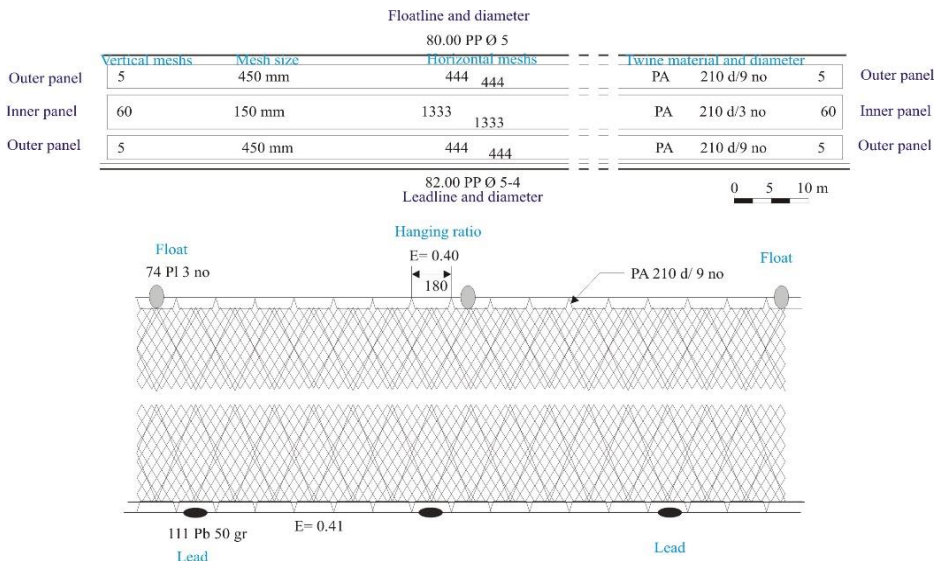 Floatline and diameter
80.00 PP Ø 5
Vertical meshs Mesh size Horizontal meshs Twine material and diameter
Outer panel 5 450 mm 444 444 PA 210 d/9 no 5 Outer panel
Inner panel 60 150 mm 1333 1333 PA 210 d/3 no 60 Inner panel
Outer panel 5 450 mm 444 444 PA 210 d/9 no 5 Outer panel
82.00 PP Ø 5-4
Leadline and diameter
0 5 10 m
Hanging ratio
Float E= 0.40 Float
74 Pl 3 no 180 PA 210 d/ 9 no
111 Pb 50 gr E= 0.41
Lead Lead